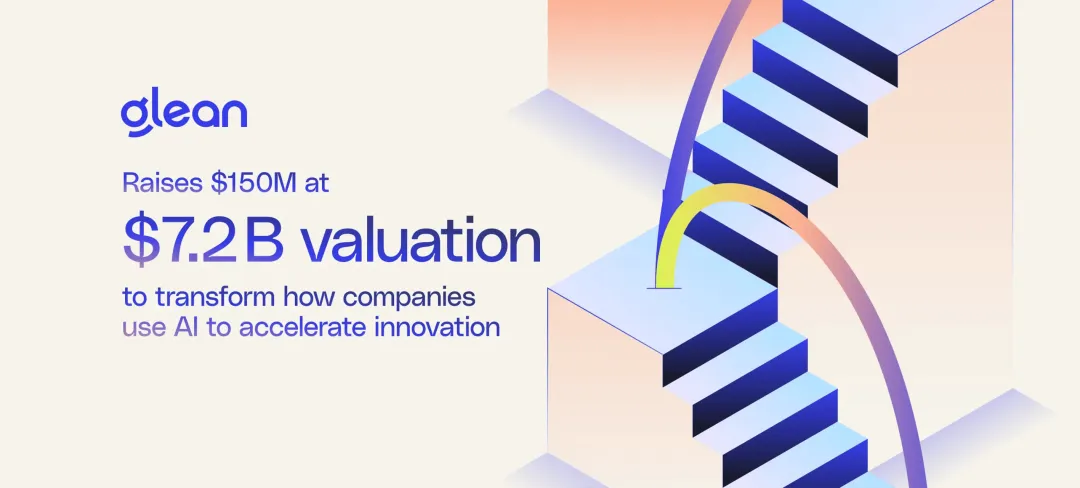 glean
Raises $150M at
$7.2B valuation
to transform how companies
use AI to accelerate innovation